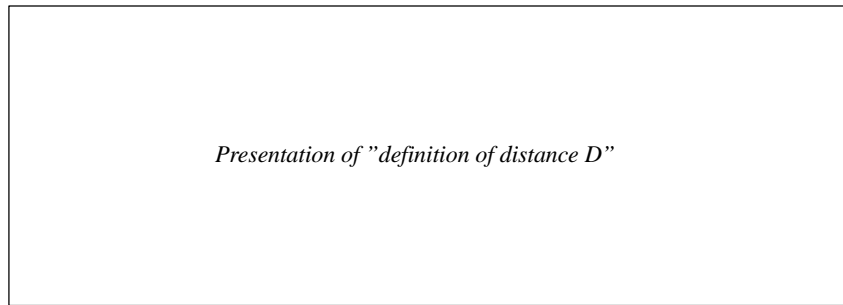 Presentation of ”definition of distance D”